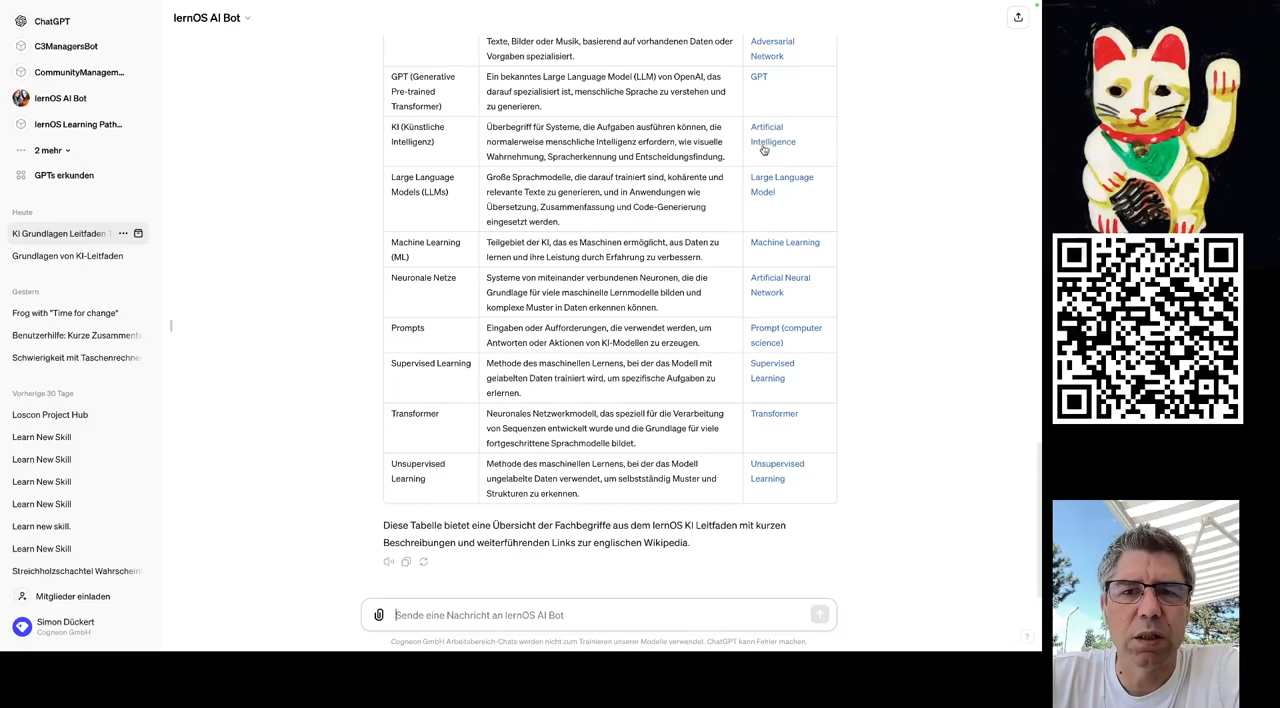 ChatGPT
C3ManagersBot
CommunityManagem...
lernOS AI Bot
lernOS Learning Path...
2 mehr
GPTs erkunden
Heute
KI Grundlagen Leitfaden
Grundlagen von KI-Leitfaden
Gestern
Frog with "Time for change"
Benutzerhilfe: Kurze
Schwierigkeit mit
Vorherige 30 Tage
Loscon Project Hub
Learn New Skill
Learn New Skill
Learn New Skill
Learn New Skill
Learn new skill.
Learn New Skill
Streichholzschachtel
Mitglieder einladen
Simon Dückert
Cogneon GmbH
lernOS AI Bot
Texte, Bilder oder Musik, basierend auf vorhandenen Daten oder
Vorgaben spezialisiert.
Adversarial
Network
GPT (Generative
Pre-trained
Transformer)
Ein bekanntes Large Language Model (LLM) von OpenAI, das
darauf spezialisiert ist, menschliche Sprache zu verstehen und
zu generieren.
GPT
KI (Künstliche
Intelligenz)
Überbegriff für Systeme, die Aufgaben ausführen können, die
normalerweise menschliche Intelligenz erfordern, wie visuelle
Wahrnehmung, Spracherkennung und Entscheidungsfindung.
Artificial
Intelligence
Large Language
Models (LLMs)
Große Sprachmodelle, die darauf trainiert sind, kohärente und
relevante Texte zu generieren, und in Anwendungen wie
Übersetzung, Zusammenfassung und Code-Generierung
eingesetzt werden.
Large Language
Model
Machine Learning
(ML)
Teilgebiet der KI, das es Maschinen ermöglicht, aus Daten zu
lernen und ihre Leistung durch Erfahrung zu verbessern.
Machine Learning
Neuronale Netze
Systeme von miteinander verbundenen Neuronen, die die
Grundlage für viele maschinelle Lernmodelle bilden und
komplexe Muster in Daten erkennen können.
Artificial Neural
Network
Prompts
Eingaben oder Aufforderungen, die verwendet werden, um
Antworten oder Aktionen von KI-Modellen zu erzeugen.
Prompt (computer
science)
Supervised Learning
Methode des maschinellen Lernens, bei der das Modell mit
gelabelten Daten trainiert wird, um spezifische Aufgaben zu
erlernen.
Supervised
Learning
Transformer
Neuronales Netzwerkmodell, das speziell für die Verarbeitung
von Sequenzen entwickelt wurde und die Grundlage für viele
fortgeschrittene Sprachmodelle bildet.
Transformer
Unsupervised
Learning
Methode des maschinellen Lernens, bei der das Modell
ungelabelte Daten verwendet, um selbstständig Muster und
Strukturen zu erkennen.
Unsupervised
Learning
Diese Tabelle bietet eine Übersicht der Fachbegriffe aus dem lernOS KI Leitfaden mit kurzen
Beschreibungen und weiterführenden Links zur englischen Wikipedia.
Sende eine Nachricht an lernOS AI Bot
Cogneon GmbH Arbeitsbereich-Chats werden nicht zum Trainieren unserer Modelle verwendet. ChatGPT kann Fehler machen.
?